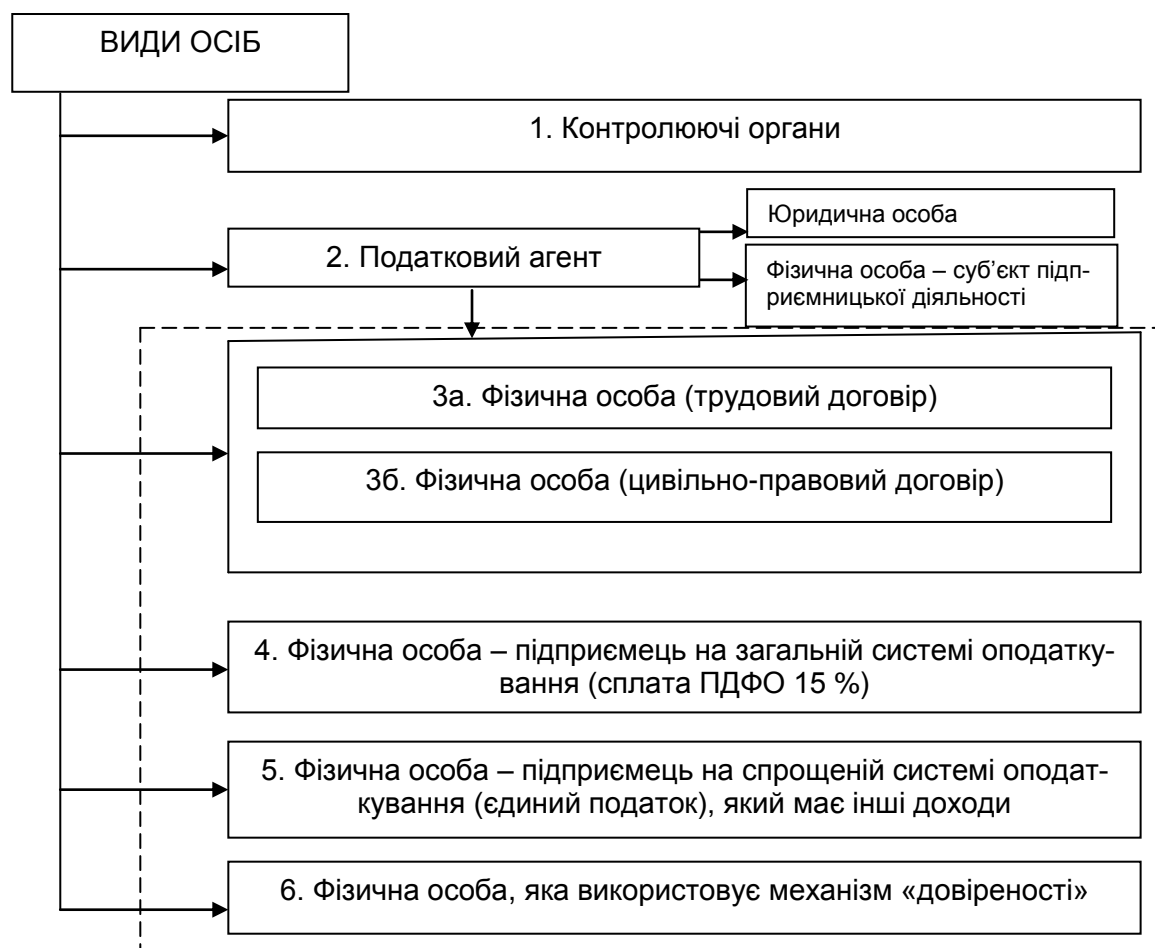 ВИДИ ОСІБ
1. Контролюючі органи
2. Податковий агент
Юридична особа
Фізична особа – суб’єкт підп-
риємницької діяльності
3а. Фізична особа (трудовий договір)
3б. Фізична особа (цивільно-правовий договір)
4. Фізична особа – підприємець на загальній системі оподатку-
вання (сплата ПДФО 15 %)
5. Фізична особа – підприємець на спрощеній системі оподат-
кування (єдиний податок), який має інші доходи
6. Фізична особа, яка використовує механізм «довіреності»